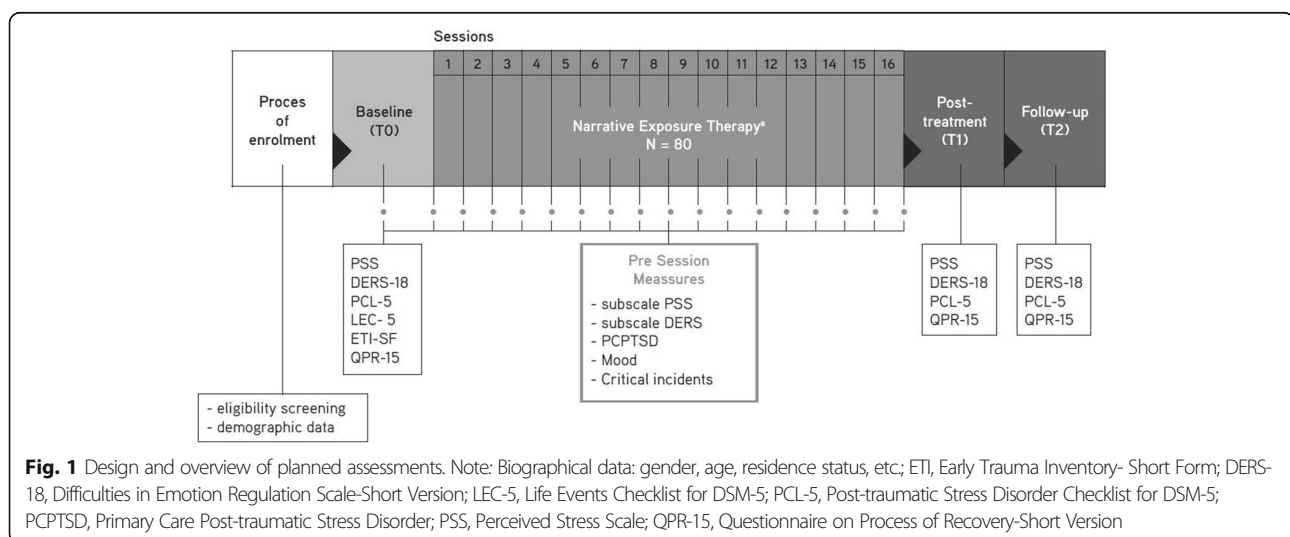 Sessions
1 2 3 4 5 6 7 8 9 10 11 12 13 14 15 16
Proces
of
enrolment
Baseline
(T0)
Narrative Exposure Therapyª
N = 80
Post-
treatment
(T1)
Follow-up
(T2)
PSS
DERS-18
PCL-5
LEC- 5
ETI-SF
QPR-15
Pre Session
Meassures
- subscale PSS
- subscale DERS
- PCPTSD
- Mood
- Critical incidents
PSS
DERS-18
PCL-5
QPR-15
PSS
DERS-18
PCL-5
QPR-15
- eligibility screening
- demographic data
Fig. 1 Design and overview of planned assessments. Note: Biographical data: gender, age, residence status, etc.; ETI, Early Trauma Inventory- Short Form; DERS-
18, Difficulties in Emotion Regulation Scale-Short Version; LEC-5, Life Events Checklist for DSM-5; PCL-5, Post-traumatic Stress Disorder Checklist for DSM-5;
PCPTSD, Primary Care Post-traumatic Stress Disorder; PSS, Perceived Stress Scale; QPR-15, Questionnaire on Process of Recovery-Short Version